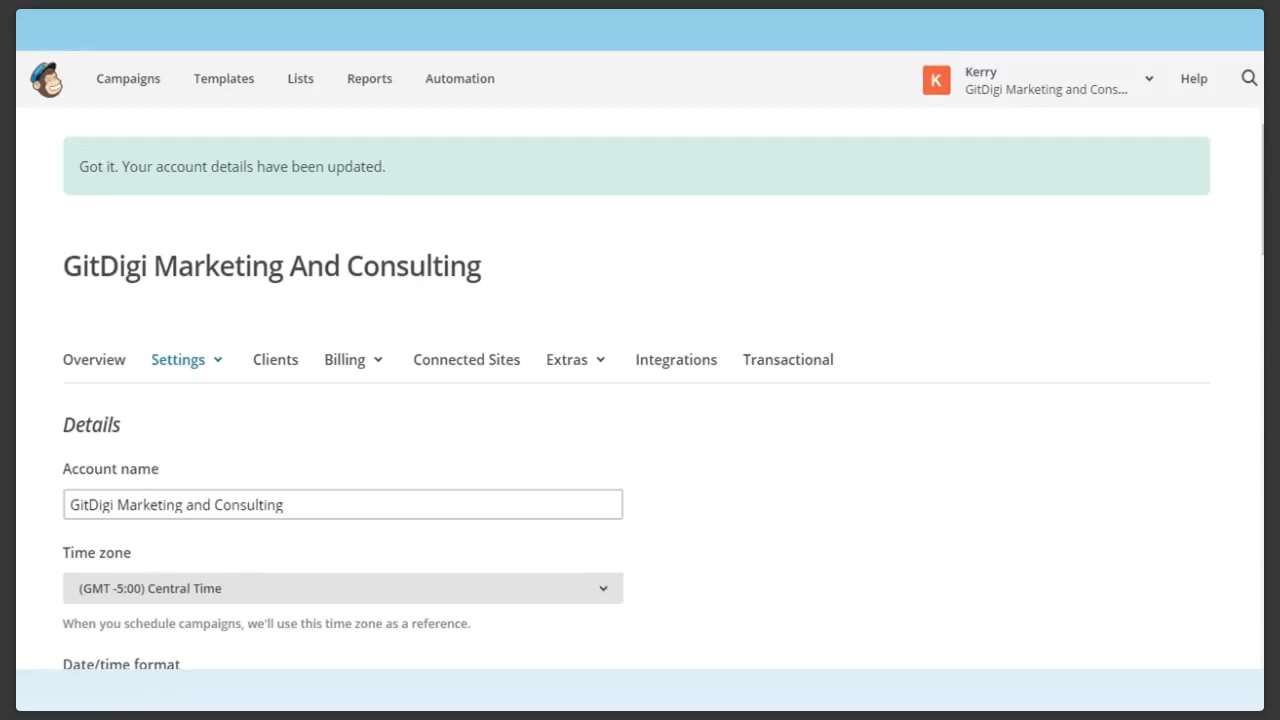 Campaigns Templates Lists Reports Automation
K
Kerry
GitDigi Marketing and Cons...
Help
Got it. Your account details have been updated.
GitDigi Marketing And Consulting
Overview Settings Clients Billing Connected Sites Extras Integrations Transactional
Details
Account name
GitDigi Marketing and Consulting
Time zone
(GMT -5:00) Central Time
When you schedule campaigns, we'll use this time zone as a reference.
Date/time format